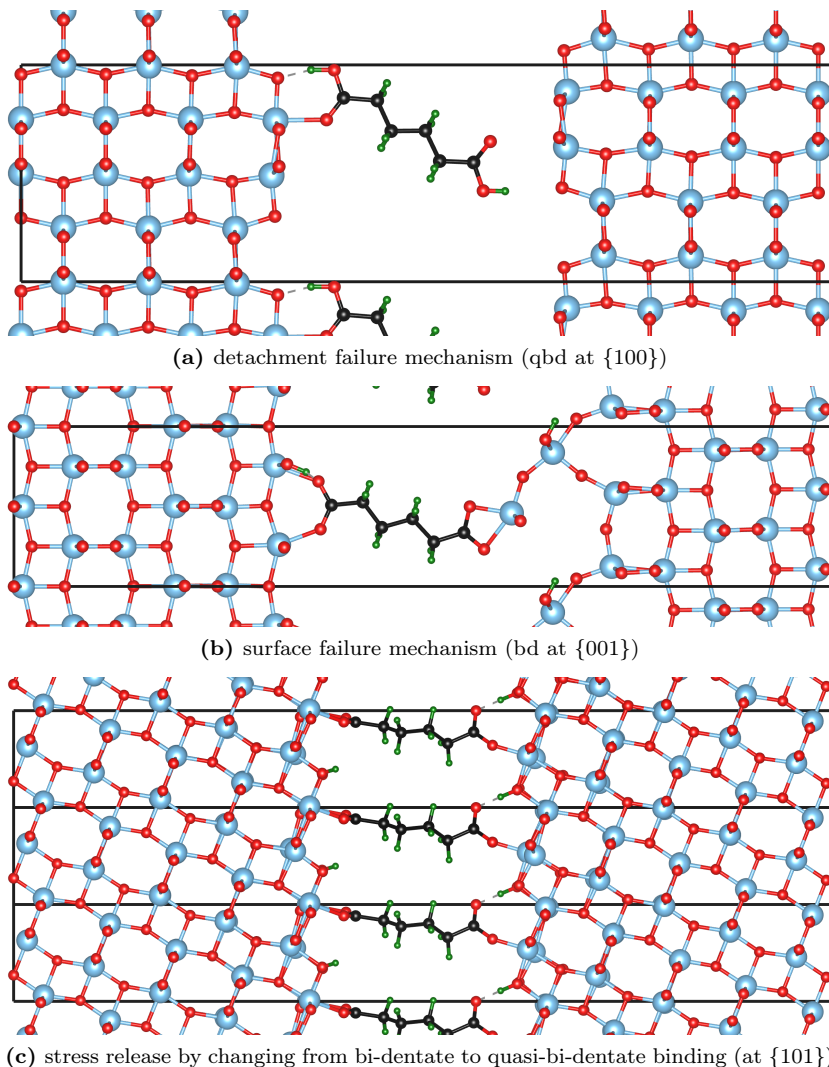 (a) detachment failure mechanism (qbd at {100})
(b) surface failure mechanism (bd at {001})
(c) stress release by changing from bi-dentate to quasi-bi-dentate binding (at {101})